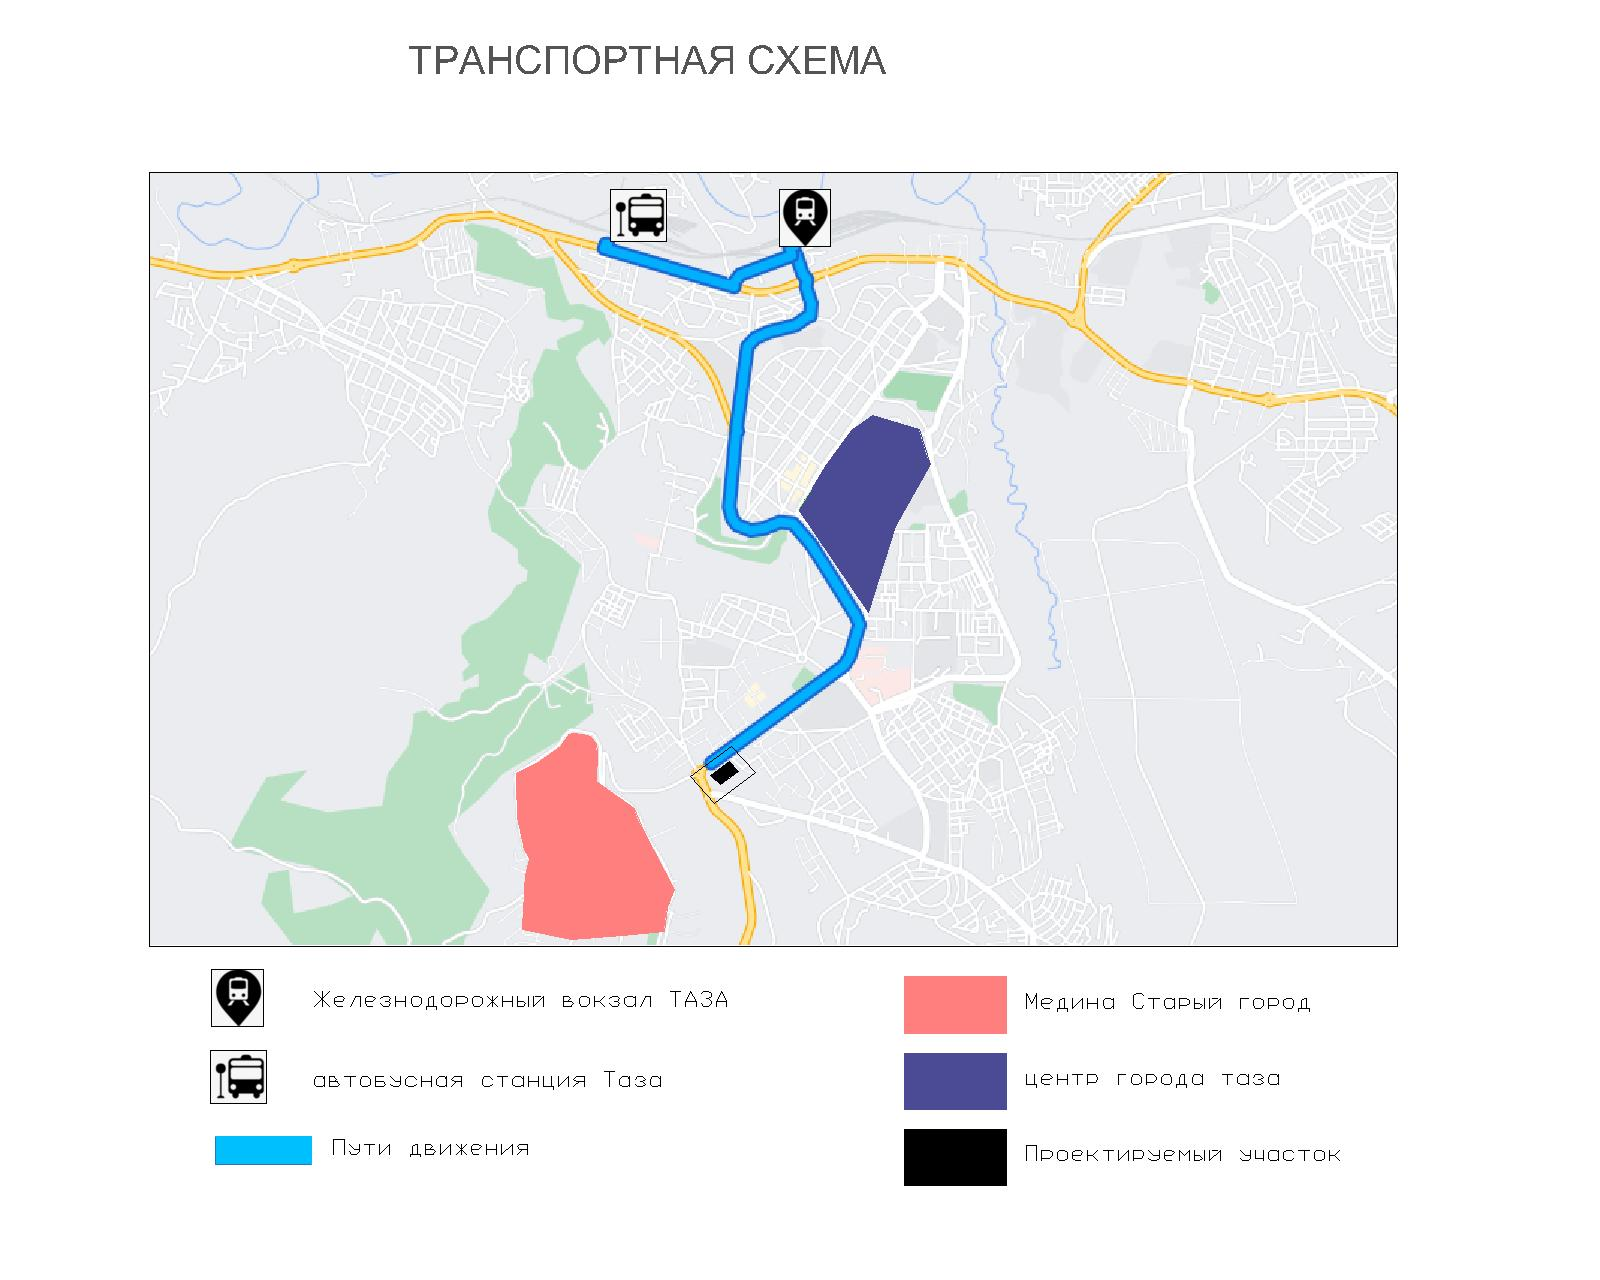 ТРАНСПОРТНАЯ СХЕМА
Железнодорожный вокзал ТАЗА
автобусная станция Таза
Пути движения
Медина Старый город
центр города таза
Проектируемый участок